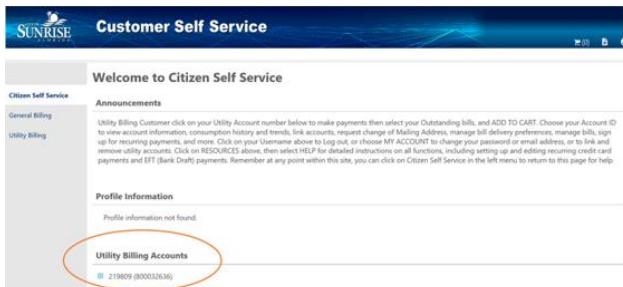 CITY OF
SUNRISE
FLORIDA
Customer Self Service
(0)
Welcome to Citizen Self Service
Citizen Self Service
General Billing
Utility Billing
Announcements
Utility Billing Customer click on your Utility Account number below to make payments then select your Outstanding bills, and ADD TO CART. Choose your Account ID
to view account information, consumption history and trends, link accounts, request change of Mailing Address, manage bill delivery preferences, manage bills, sign
up for recurring payments, and more. Click on your Username above to Log out, or choose MY ACCOUNT to change your password or email address, or to link and
remove utility accounts. Click on RESOURCES above, then select HELP for detailed instructions on all functions, including setting up and editing recurring credit card
payments and EFT (Bank Draft) payments. Remember at any point within this site, you can click on Citizen Self Service in the left menu to return to this page for help
Profile Information
Profile information not found.
Utility Billing Accounts
219809 (800032636)